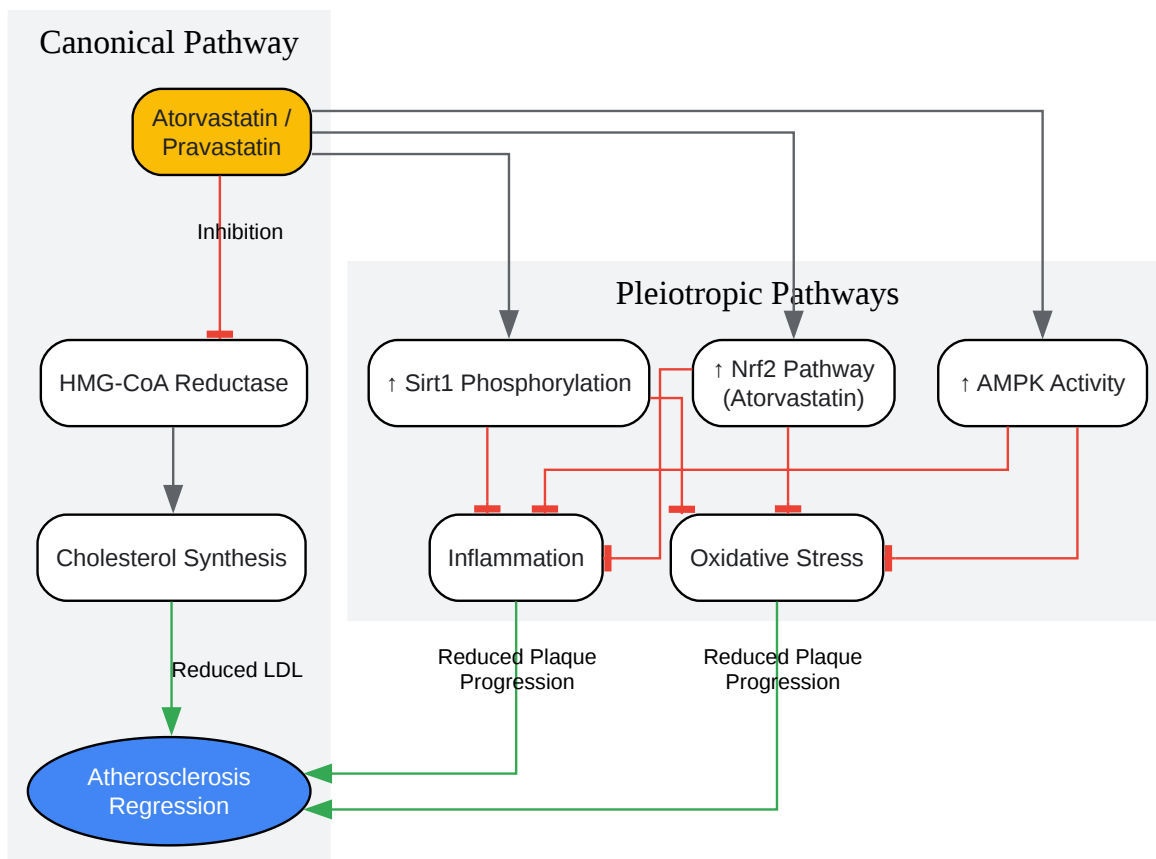 Canonical Pathway
Atorvastatin /
Pravastatin
Inhibition
Pleiotropic Pathways
HMG-CoA Reductase
↑ Sirt1 Phosphorylation
↑ Nrf2 Pathway
(Atorvastatin)
↑ AMPK Activity
Cholesterol Synthesis
Inflammation
Oxidative Stress
Reduced LDL
Reduced Plaque
Progression
Reduced Plaque
Progression
Atherosclerosis
Regression